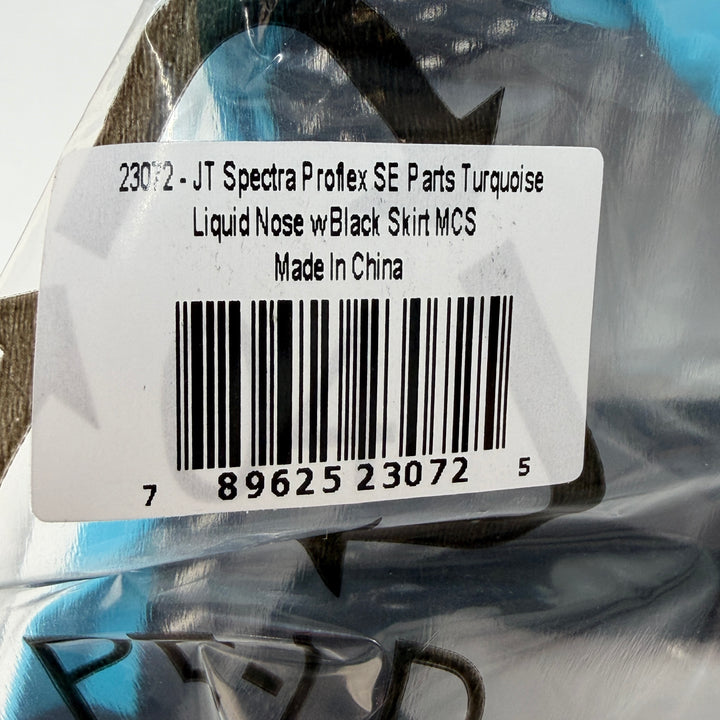 23072 - JT Spectra Proflex SE Parts Turquoise
Liquid Nose wBlack Skirt MCS
Made In China
7 89625 23072 5